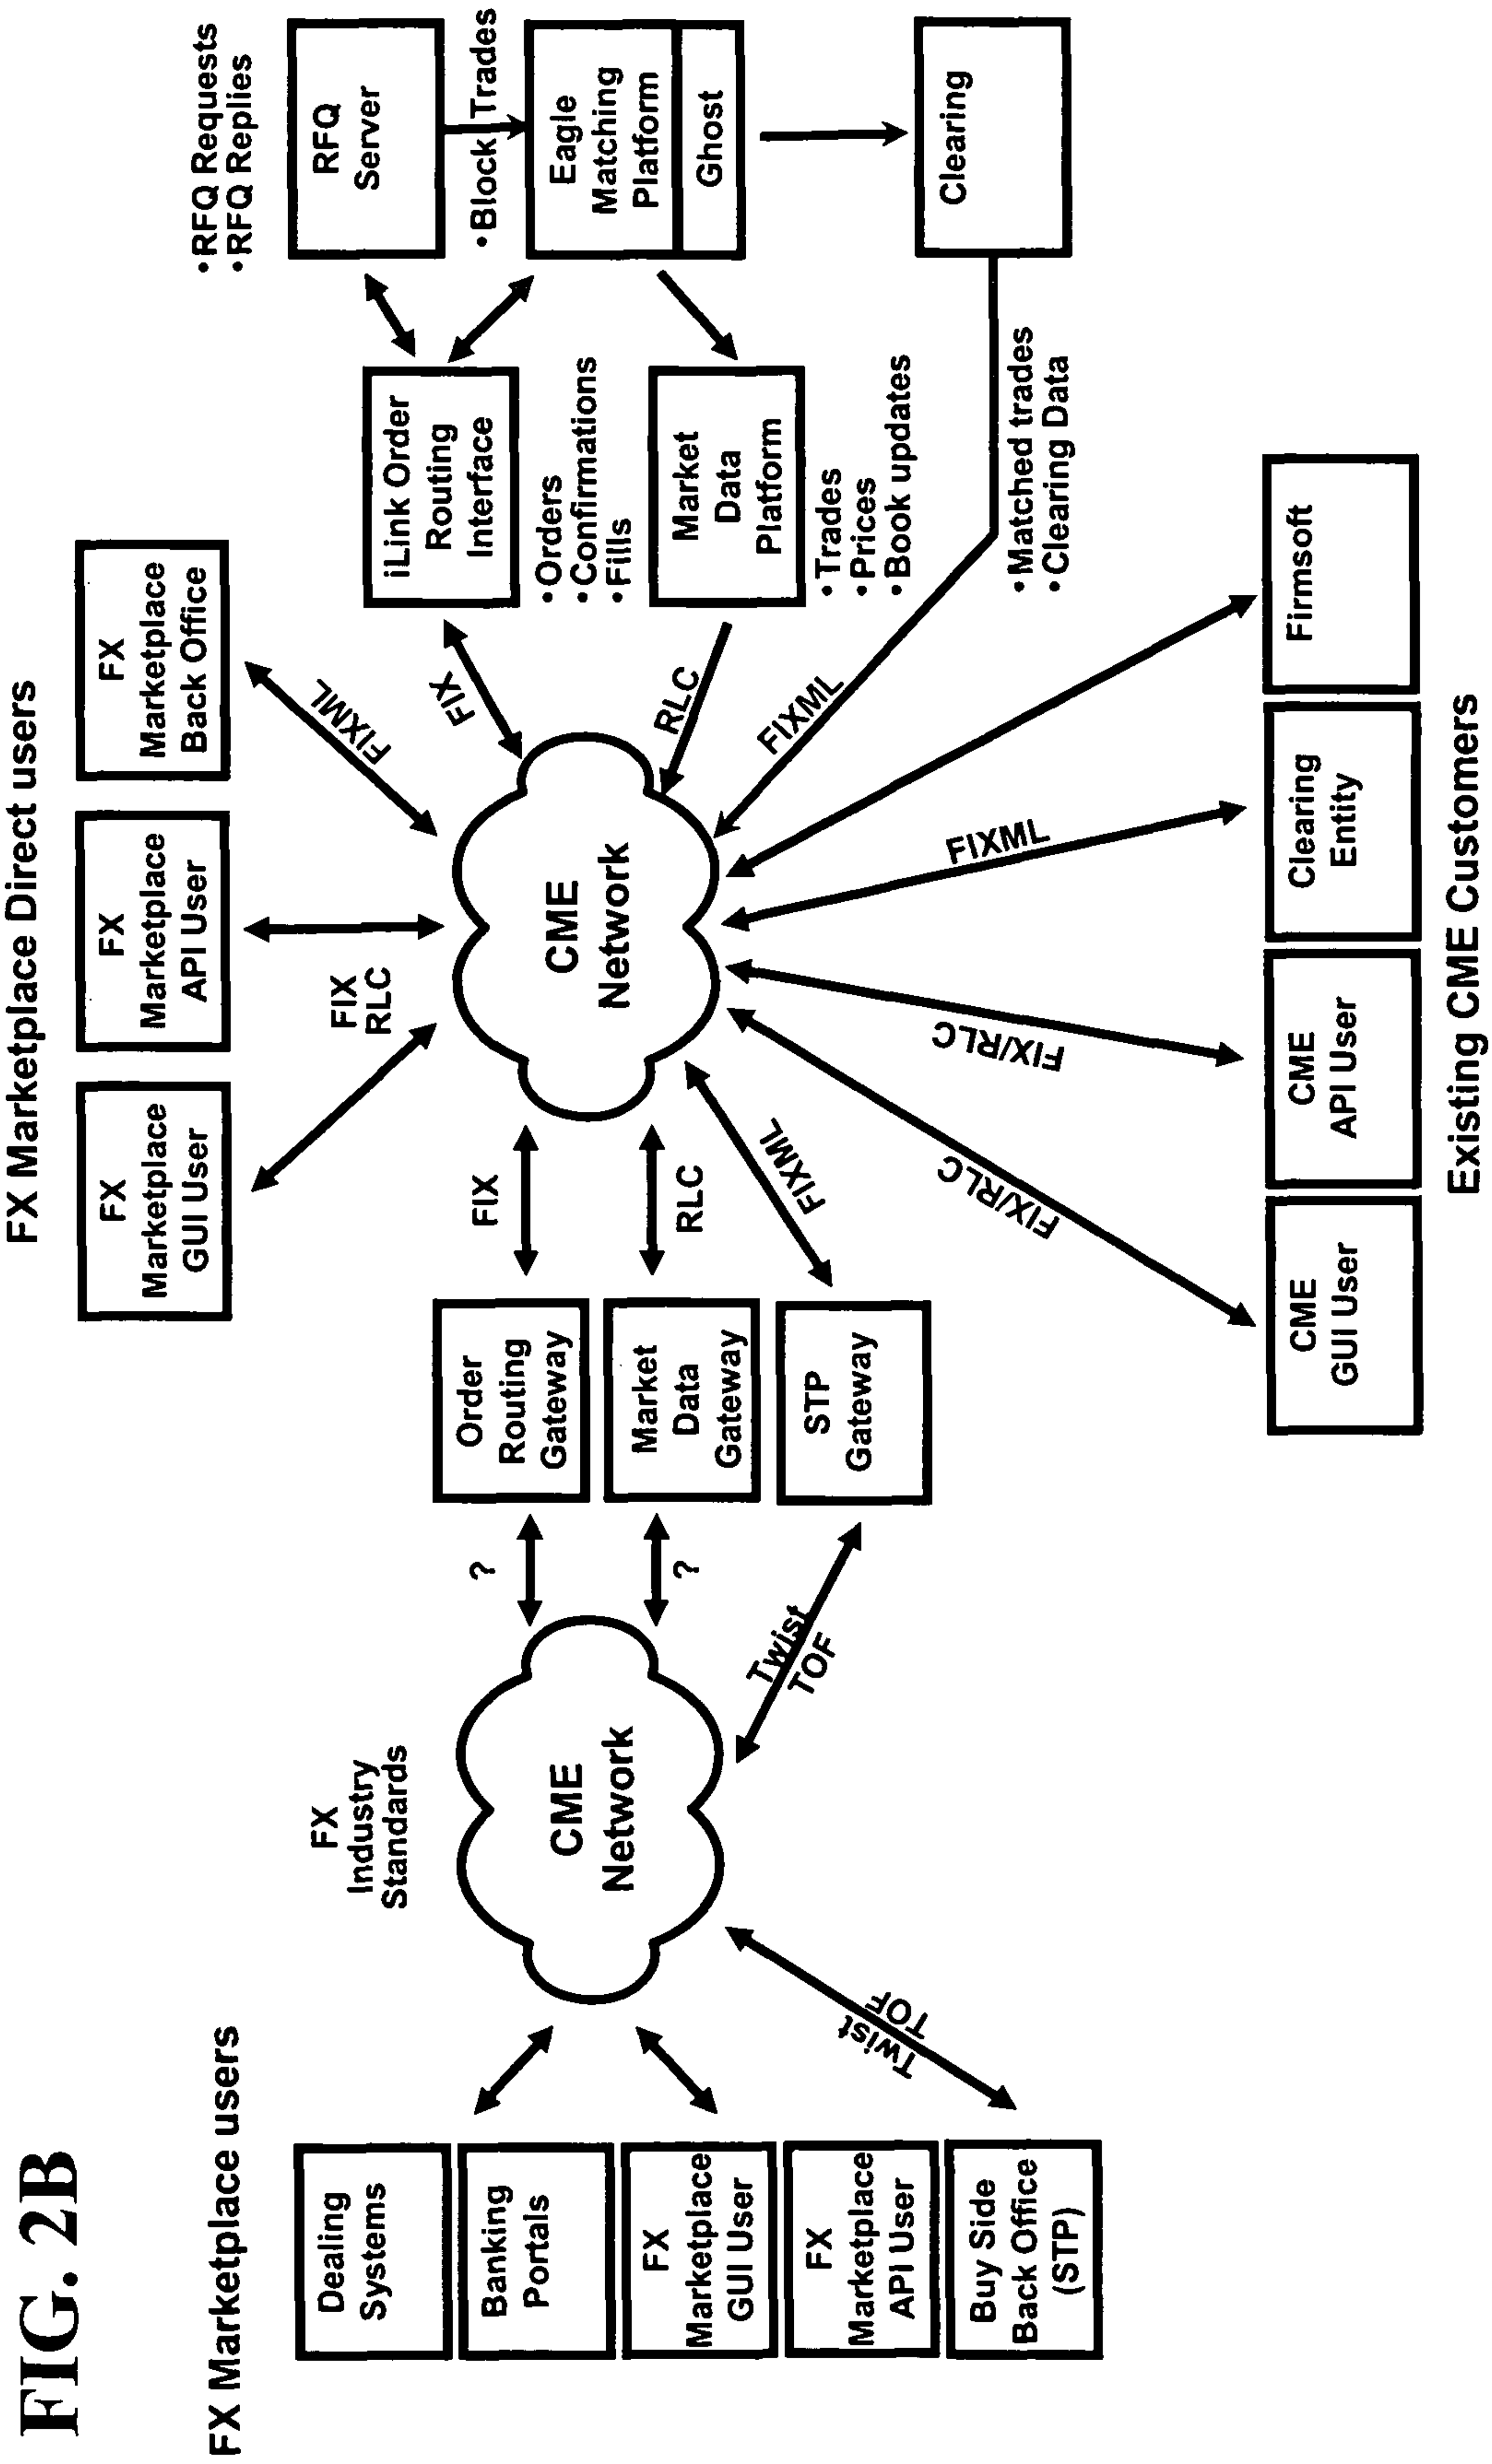 FIG. 2B
FX Marketplace users
Dealing
Systems
Banking
Portals
FX
Marketplace
GUI User
FX
Marketplace
API User
Buy Side
Back Office
(STP)
Twist
TOF
FX
Industry
Standards
CME
Network
?
?
Twist
TOF
Order
Routing
Gateway
Market
Data
Gateway
STP
Gateway
FIX
RLC
FIXML
FX Marketplace Direct users
FX
Marketplace
GUI User
FX
Marketplace
API User
FX
Marketplace
Back Office
FIX
RLC
FIXML
CME
Network
FIX
RLC
FIXML
iLink Order
Routing
Interface
•Orders
•Confirmations
•Fills
Market
Data
Platform
•Trades
•Prices
•Book updates
•Matched trades
•Clearing Data
•RFQ Requests
•RFQ Replies
RFQ
Server
•Block Trades
Eagle
Matching
Platform
Ghost
Clearing
FIX/RLC
FIX/RLC
FIXML
CME
GUI User
CME
API User
Clearing
Entity
Firmsoft
Existing CME Customers